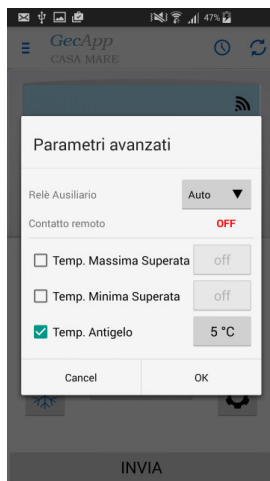 47%
GecApp
CASA MARE
Parametri avanzati
Relè Ausiliario Auto
Contatto remoto OFF
Temp. Massima Superata off
Temp. Minima Superata off
Temp. Antigelo 5 °C
Cancel OK
INVIA